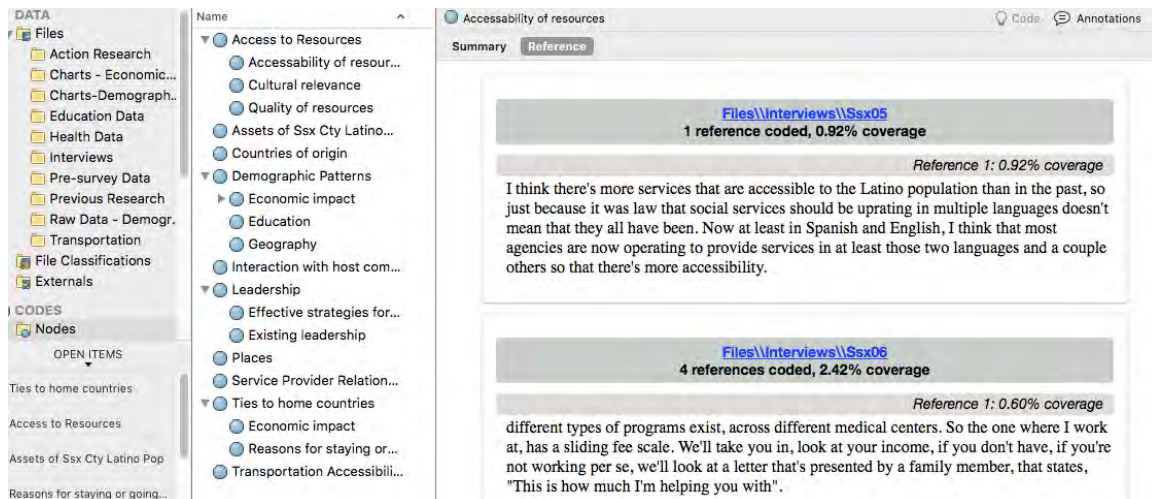 DATA
Files
Action Research
Charts - Economic...
Charts-Demograph..
Education Data
Health Data
Interviews
Pre-survey Data
Previous Research
Raw Data - Demogr.
Transportation
File Classifications
Externals
CODES
Nodes
OPEN ITEMS
Ties to home countries
Access to Resources
Assets of Ssx Cty Latino Pop
Reasons for staying or going...
Name
Access to Resources
Accessability of resour...
Cultural relevance
Quality of resources
Assets of Ssx Cty Latino...
Countries of origin
Demographic Patterns
Economic impact
Education
Geography
Interaction with host com...
Leadership
Effective strategies for...
Existing leadership
Places
Service Provider Relation...
Ties to home countries
Economic impact
Reasons for staying or...
Transportation Accessibili...
Accessability of resources
Code
Annotations
Summary
Reference
Files\\Interviews\\Ssx05
1 reference coded, 0.92% coverage
Reference 1: 0.92% coverage
I think there's more services that are accessible to the Latino population than in the past, so
just because it was law that social services should be uprating in multiple languages doesn't
mean that they all have been. Now at least in Spanish and English, I think that most
agencies are now operating to provide services in at least those two languages and a couple
others so that there's more accessibility.
Files\\Interviews\\Ssx06
4 references coded, 2.42% coverage
Reference 1: 0.60% coverage
different types of programs exist, across different medical centers. So the one where I work
at, has a sliding fee scale. We'll take you in, look at your income, if you don't have, if you're
not working per se, we'll look at a letter that's presented by a family member, that states,
"This is how much I'm helping you with".